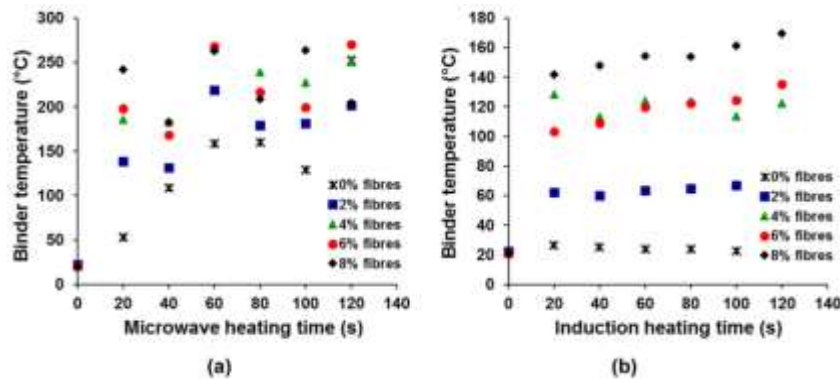 300
250
200
150
100
50
0
Binder temperature (°C)
0% fibres
2% fibres
4% fibres
6% fibres
8% fibres
0 20 40 60 80 100 120 140
Microwave heating time (s)
(a)
180
160
140
120
100
80
60
40
20
0
Binder temperature (°C)
0% fibres
2% fibres
4% fibres
6% fibres
8% fibres
0 20 40 60 80 100 120 140
Induction heating time (s)
(b)